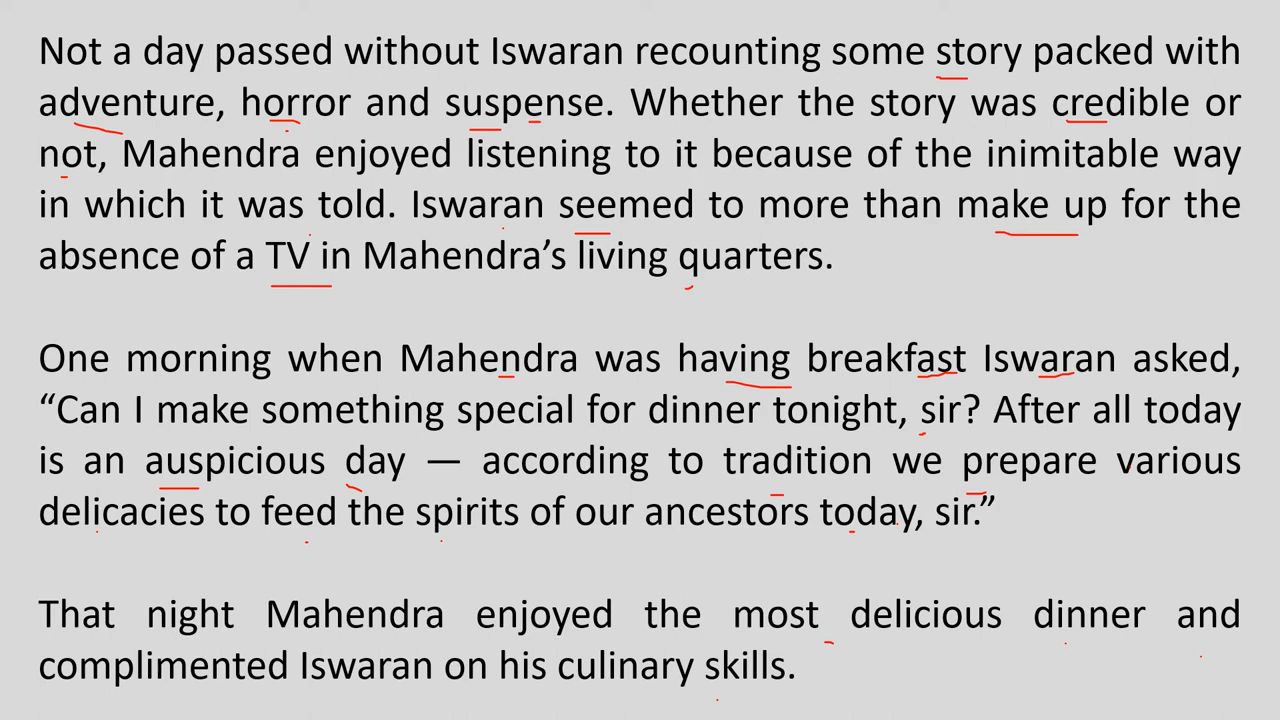 Not a day passed without Iswaran recounting some story packed with
adventure, horror and suspense. Whether the story was credible or
not, Mahendra enjoyed listening to it because of the inimitable way
in which it was told. Iswaran seemed to more than make up for the
absence of a TV in Mahendra’s living quarters.
One morning when Mahendra was having breakfast Iswaran asked,
“Can I make something special for dinner tonight, sir? After all today
is an auspicious day — according to tradition we prepare various
delicacies to feed the spirits of our ancestors today, sir.”
That night Mahendra enjoyed the most delicious dinner and
complimented Iswaran on his culinary skills.